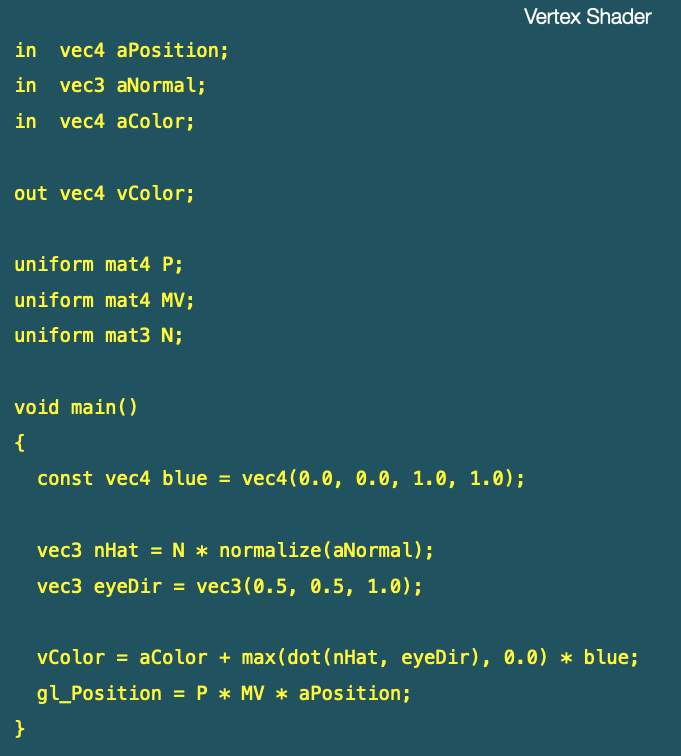 Vertex Shader
in  vec4 aPosition;
in  vec3 aNormal;
in  vec4 aColor;
out vec4 vColor;
uniform mat4 P;
uniform mat4 MV;
uniform mat3 N;
void main()
{
  const vec4 blue = vec4(0.0, 0.0, 1.0, 1.0);
  vec3 nHat = N * normalize(aNormal);
  vec3 eyeDir = vec3(0.5, 0.5, 1.0);
  vColor = aColor + max(dot(nHat, eyeDir), 0.0) * blue;
  gl_Position = P * MV * aPosition;
}